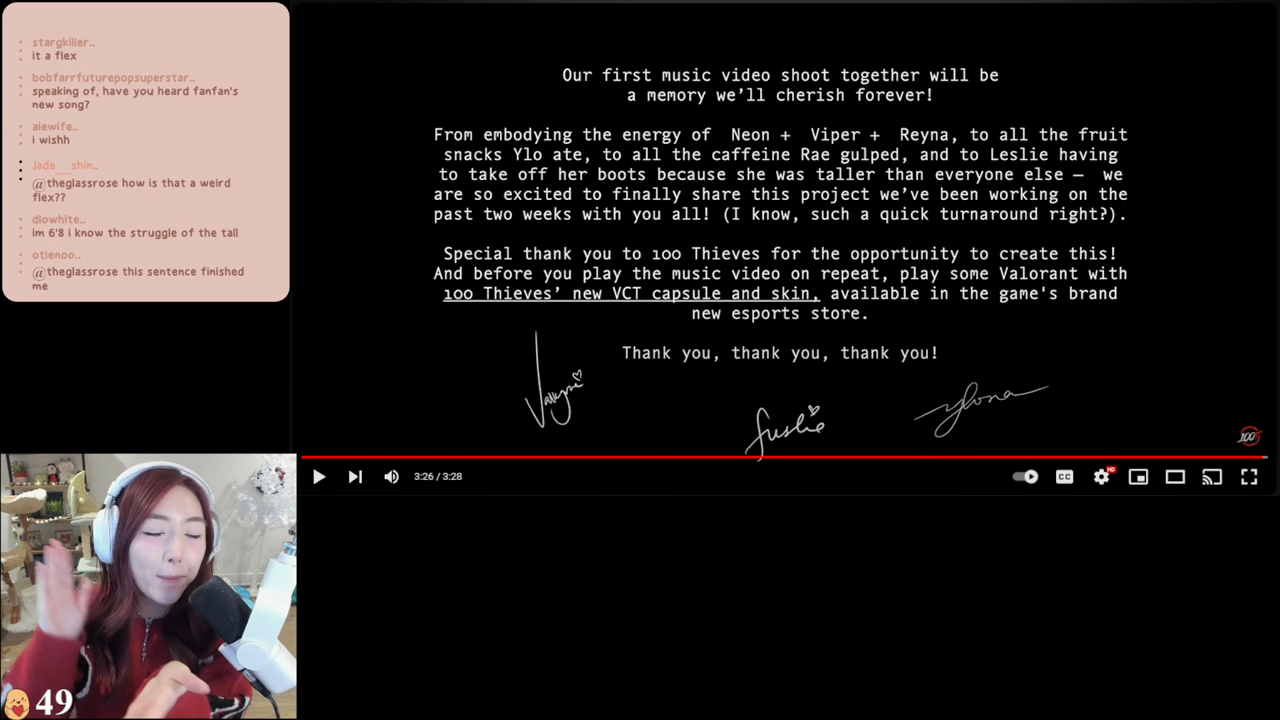 stargkiller..
it a flex
bobfarrfuturepopsuperstar..
speaking of, have you heard fanfan's
new song?
aiewife..
i wishh
jade__shin..
@theglassrose how is that a weird
flex??
dlowhite..
im 6'8 i know the struggle of the tall
otienoo..
@theglassrose this sentence finished
me
Our first music video shoot together will be
a memory we'll cherish forever!
From embodying the energy of Neon + Viper + Reyna, to all the fruit
snacks Ylo ate, to all the caffeine Rae gulped, and to Leslie having
to take off her boots because she was taller than everyone else — we
are so excited to finally share this project we've been working on the
past two weeks with you all! (I know, such a quick turnaround right?).
Special thank you to 100 Thieves for the opportunity to create this!
And before you play the music video on repeat, play some Valorant with
100 Thieves' new VCT capsule and skin, available in the game's brand
new esports store.
Thank you, thank you, thank you!
Valkyrae
fuslie
ylona
100
3:26 / 3:28
CC
HD
49